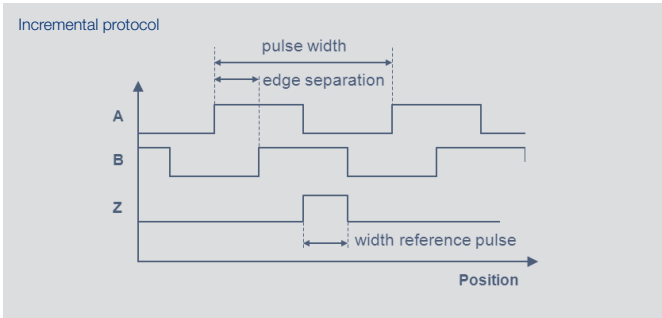 Incremental protocol
pulse width
edge separation
A
B
Z
width reference pulse
Position